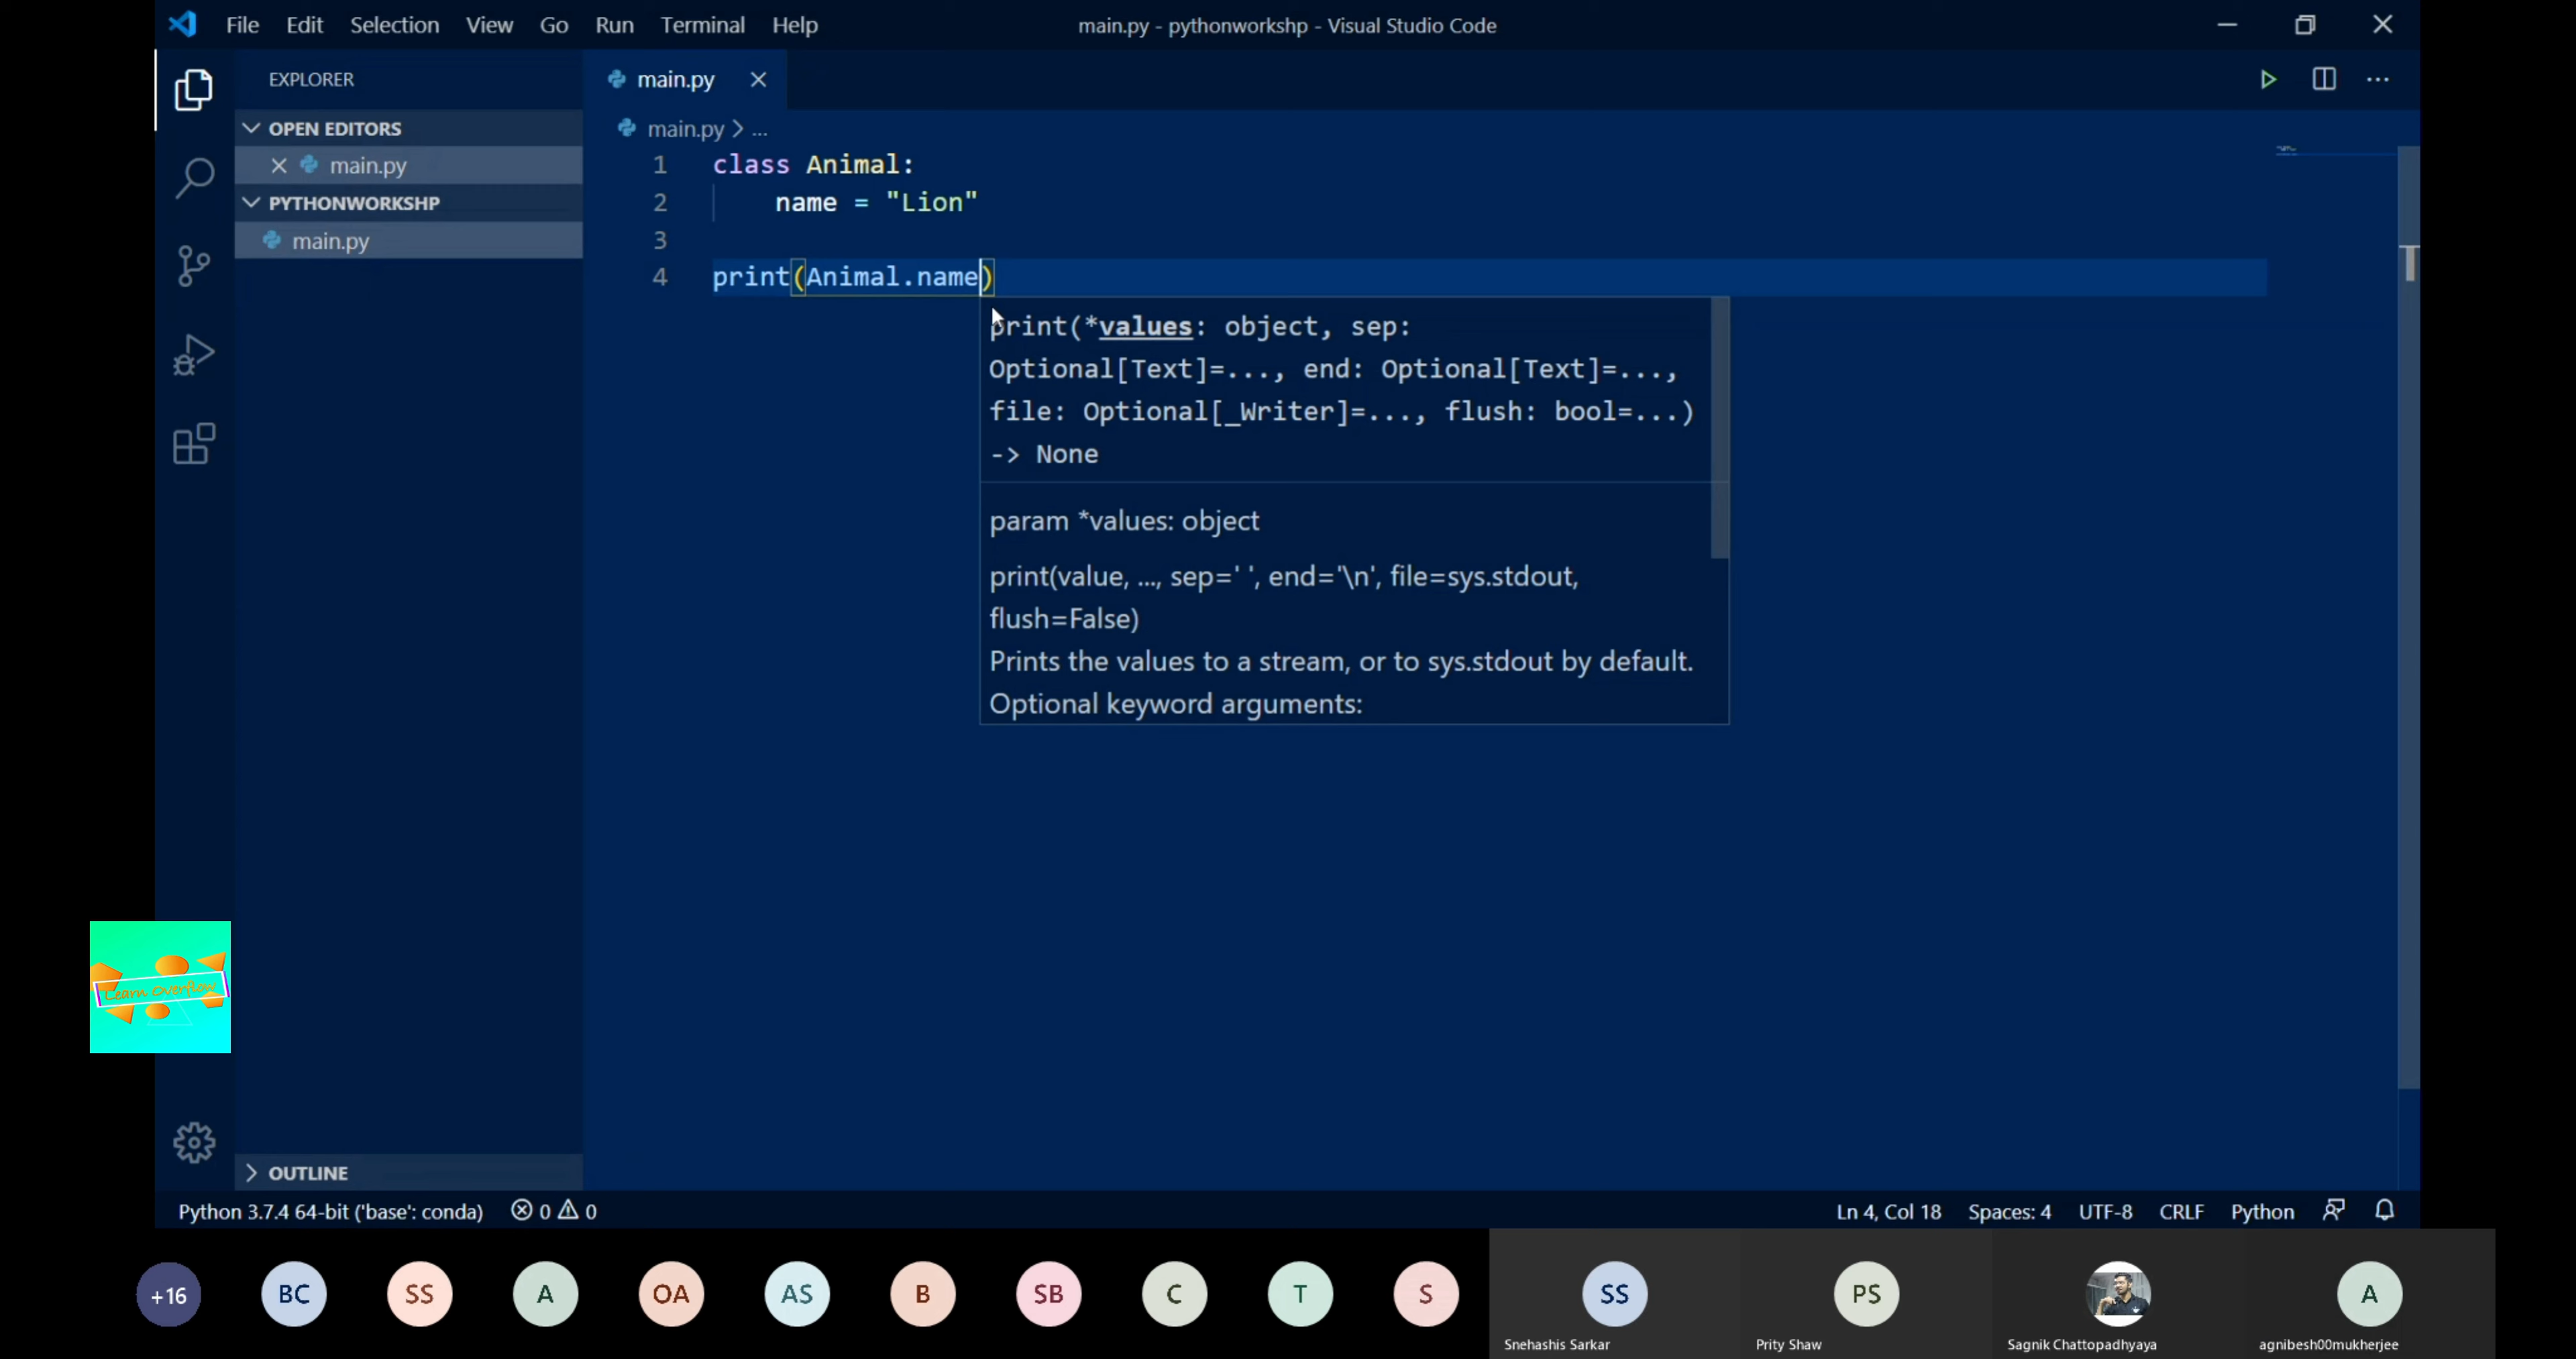 File Edit Selection View Go Run Terminal Help
main.py - pythonworkshp - Visual Studio Code
EXPLORER
OPEN EDITORS
main.py
PYTHONWORKSHP
main.py
OUTLINE
main.py
main.py > ...
1 class Animal:
2 name = "Lion"
3
4 print(Animal.name)
print(*values: object, sep:
Optional[Text]=..., end: Optional[Text]=...,
file: Optional[_Writer]=..., flush: bool=...)
-> None
param *values: object
print(value, ..., sep=' ', end='\n', file=sys.stdout,
flush=False)
Prints the values to a stream, or to sys.stdout by default.
Optional keyword arguments:
Learn Overflow
Python 3.7.4 64-bit ('base': conda) 0 0
Ln 4, Col 18 Spaces: 4 UTF-8 CRLF Python
+16 BC SS A OA AS B SB C T S SS PS A
Snehashis Sarkar Prity Shaw Sagnik Chattopadhyaya agnibesh00mukherjee